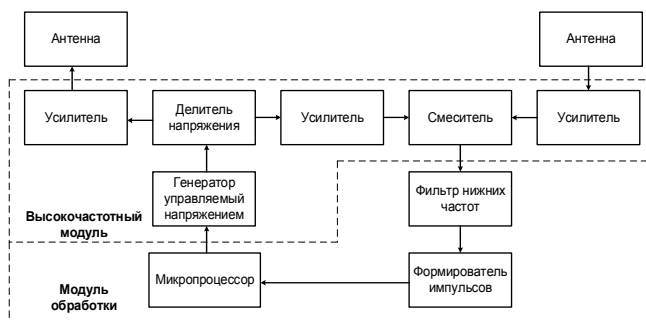 Антенна
Антенна
Усилитель
Делитель
напряжения
Усилитель
Смеситель
Усилитель
Генератор
управляемый
напряжением
Фильтр нижних
частот
Высокочастотный
модуль
Микропроцессор
Формирователь
импульсов
Модуль
обработки